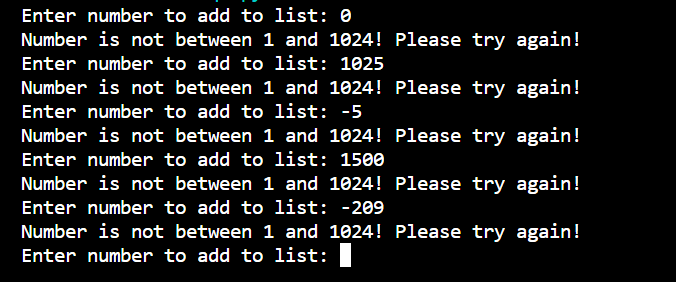 Enter number to add to list: 0
Number is not between 1 and 1024! Please try again!
Enter number to add to list: 1025
Number is not between 1 and 1024! Please try again!
Enter number to add to list: -5
Number is not between 1 and 1024! Please try again!
Enter number to add to list: 1500
Number is not between 1 and 1024! Please try again!
Enter number to add to list: -209
Number is not between 1 and 1024! Please try again!
Enter number to add to list: